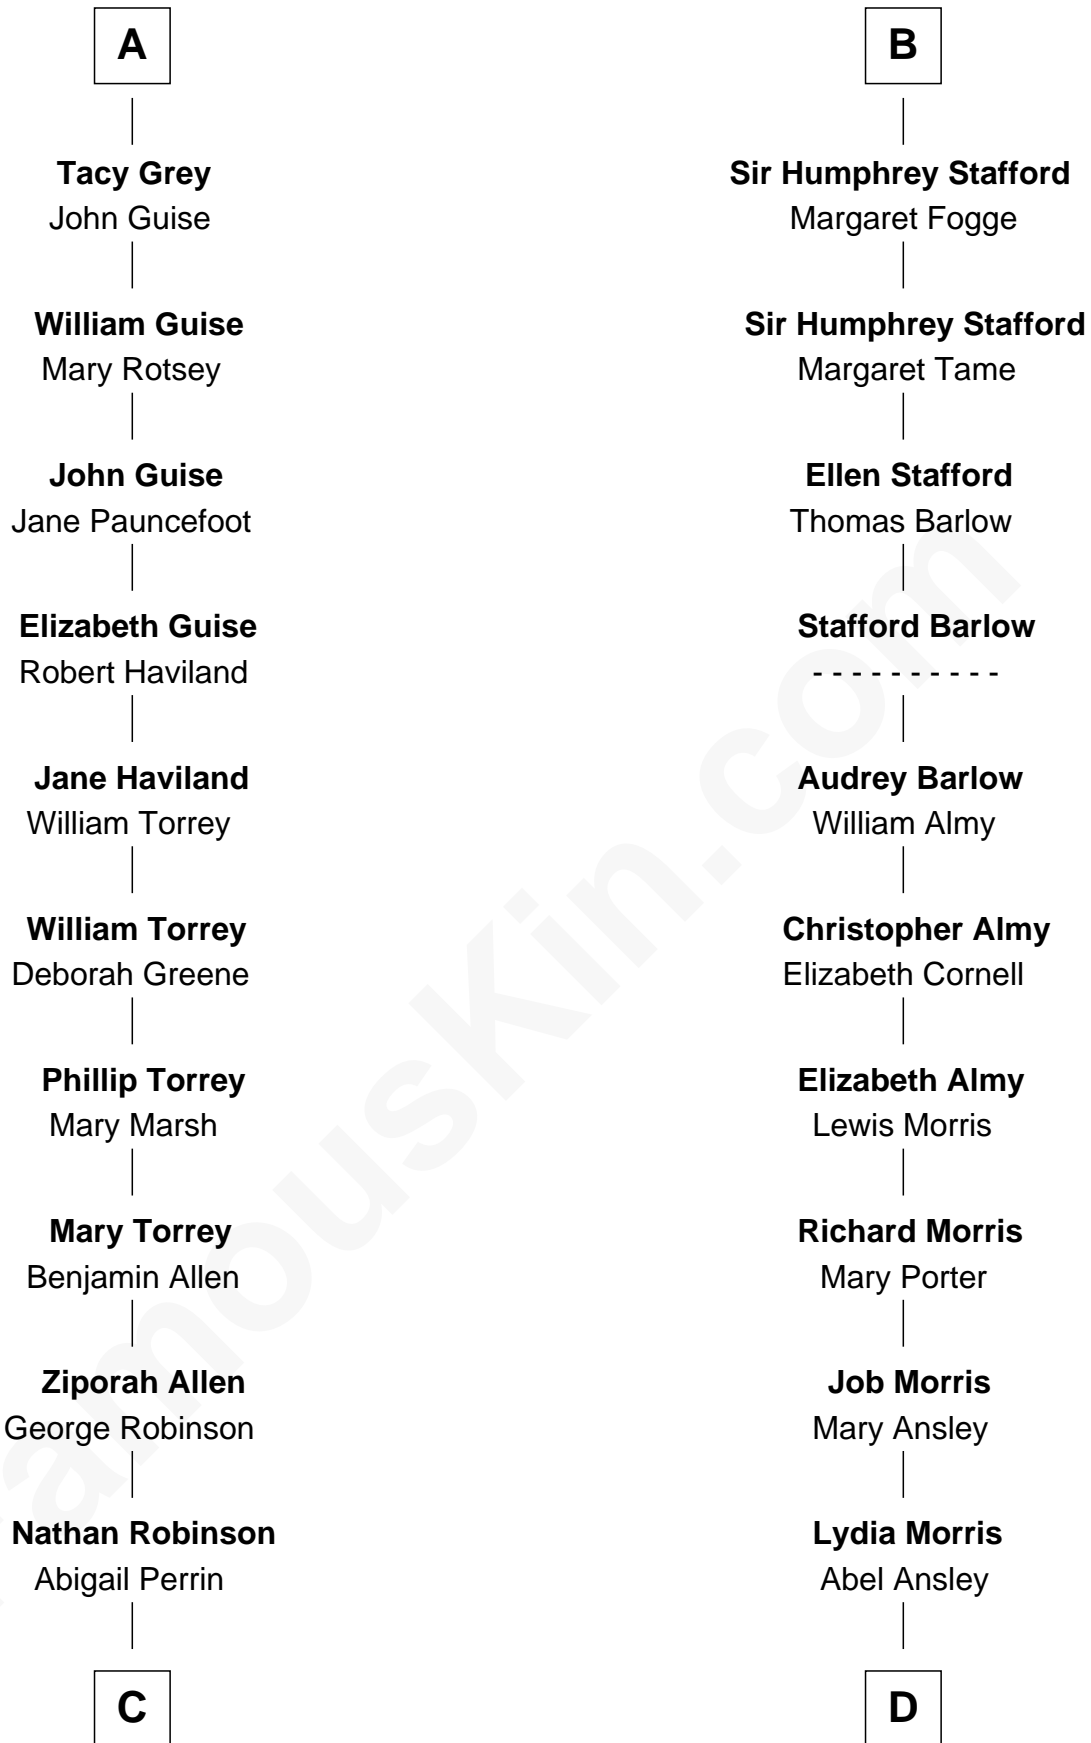 A
Tacy Grey
John Guise
William Guise
Mary Rotsey
John Guise
Jane Pauncefoot
Elizabeth Guise
Robert Haviland
Jane Haviland
William Torrey
William Torrey
Deborah Greene
Phillip Torrey
Mary Marsh
Mary Torrey
Benjamin Allen
Ziporah Allen
George Robinson
Nathan Robinson
Abigail Perrin
C
B
Sir Humphrey Stafford
Margaret Fogge
Sir Humphrey Stafford
Margaret Tame
Ellen Stafford
Thomas Barlow
Stafford Barlow
- - - - - - - - - -
Audrey Barlow
William Almy
Christopher Almy
Elizabeth Cornell
Elizabeth Almy
Lewis Morris
Richard Morris
Mary Porter
Job Morris
Mary Ansley
Lydia Morris
Abel Ansley
D
FamousKin.com